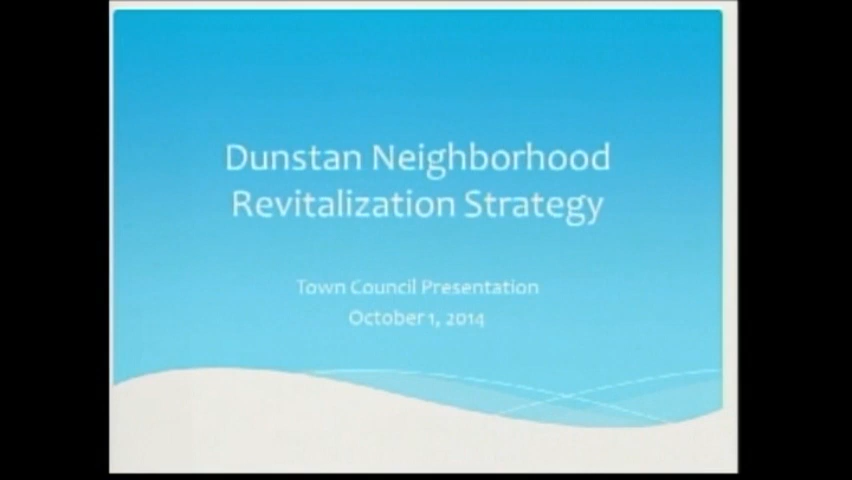 Dunstan Neighborhood
Revitalization Strategy
Town Council Presentation
October 1, 2014